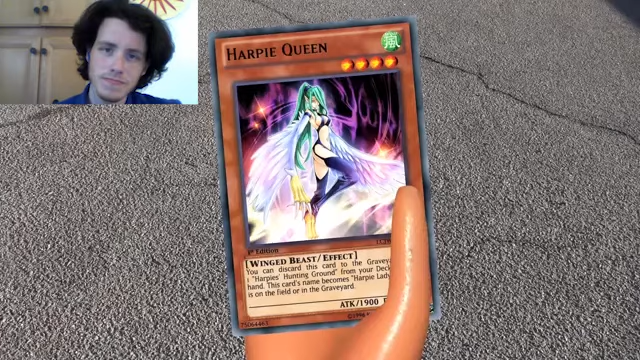 HARPIE QUEEN
風
1st Edition
[WINGED BEAST/EFFECT]
You can discard this card to the
1 "Harpies' Hunting Ground" from your Deck
hand. This card's name becomes "Harpie Lady
is on the field or in the Graveyard.
ATK/1900
75064463
©1996